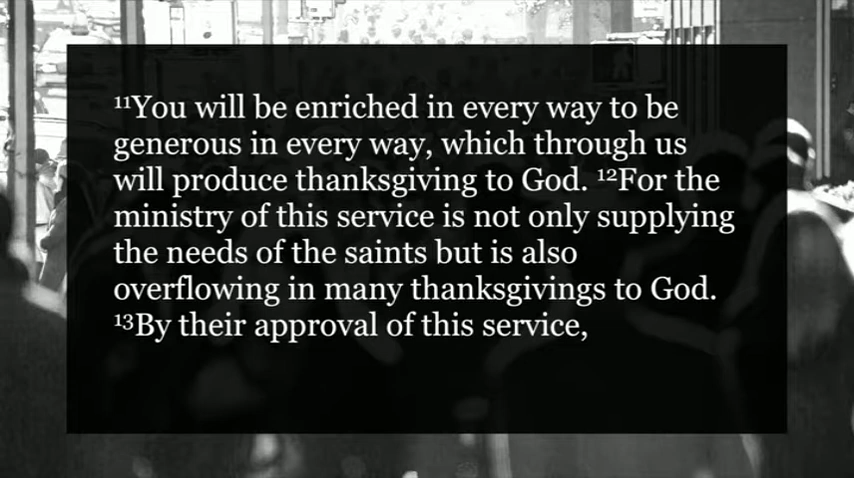 ¹¹You will be enriched in every way to be
generous in every way, which through us
will produce thanksgiving to God. ¹²For the
ministry of this service is not only supplying
the needs of the saints but is also
overflowing in many thanksgivings to God.
¹³By their approval of this service,